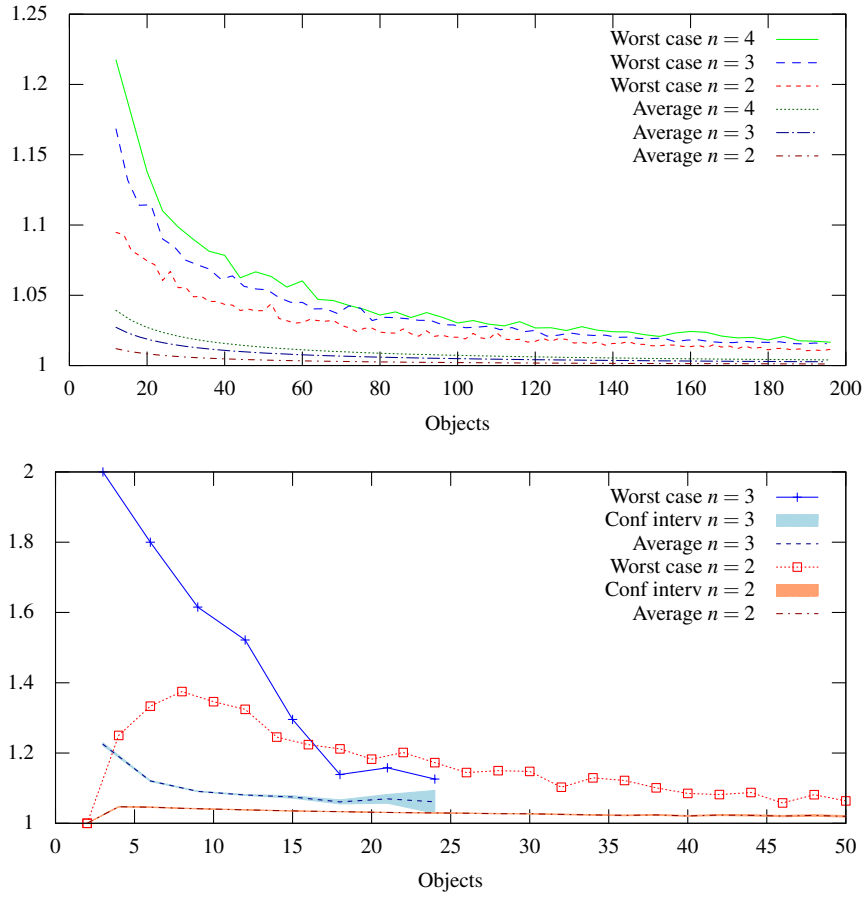 1.25
1.2
1.15
1.1
1.05
1
0 20 40 60 80 100 120 140 160 180 200
Objects
Worst case n = 4
Worst case n = 3
Worst case n = 2
Average n = 4
Average n = 3
Average n = 2
2
1.8
1.6
1.4
1.2
1
0 5 10 15 20 25 30 35 40 45 50
Objects
Worst case n = 3
Conf interv n = 3
Average n = 3
Worst case n = 2
Conf interv n = 2
Average n = 2